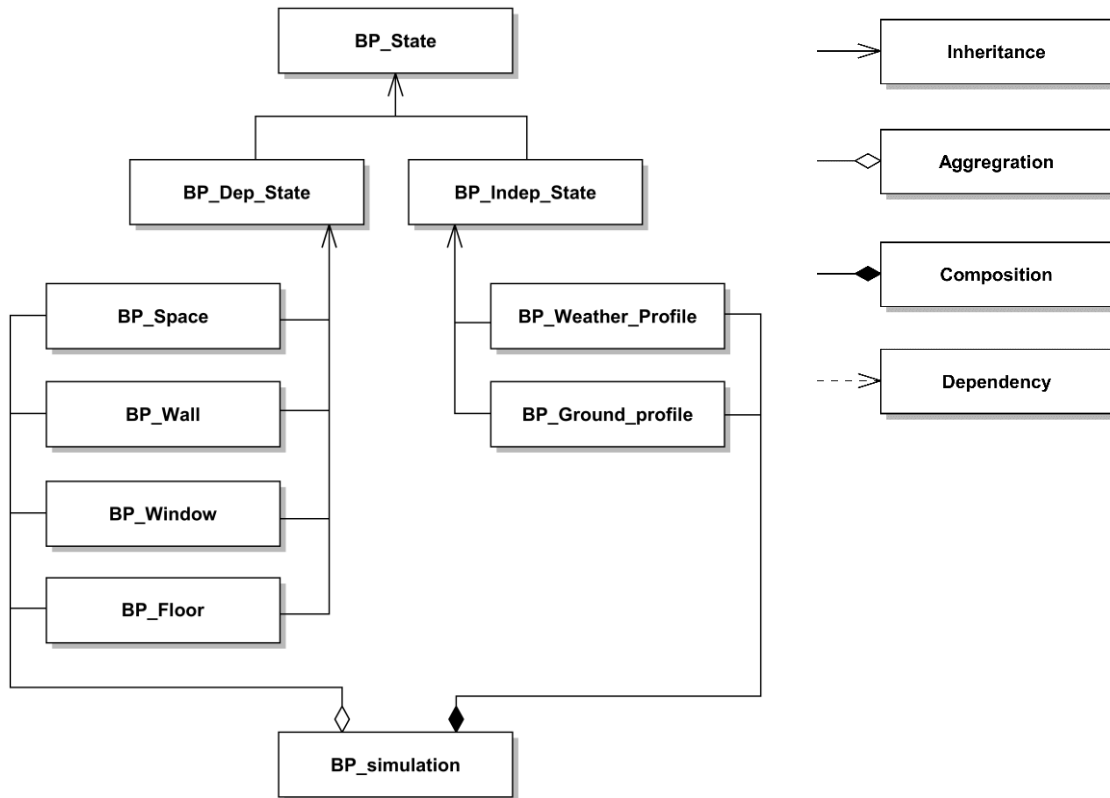 BP_State
Inheritance
BP_Dep_State
BP_Indep_State
Aggregration
BP_Space
BP_Weather_Profile
Composition
BP_Wall
BP_Ground_profile
Dependency
BP_Window
BP_Floor
BP_simulation